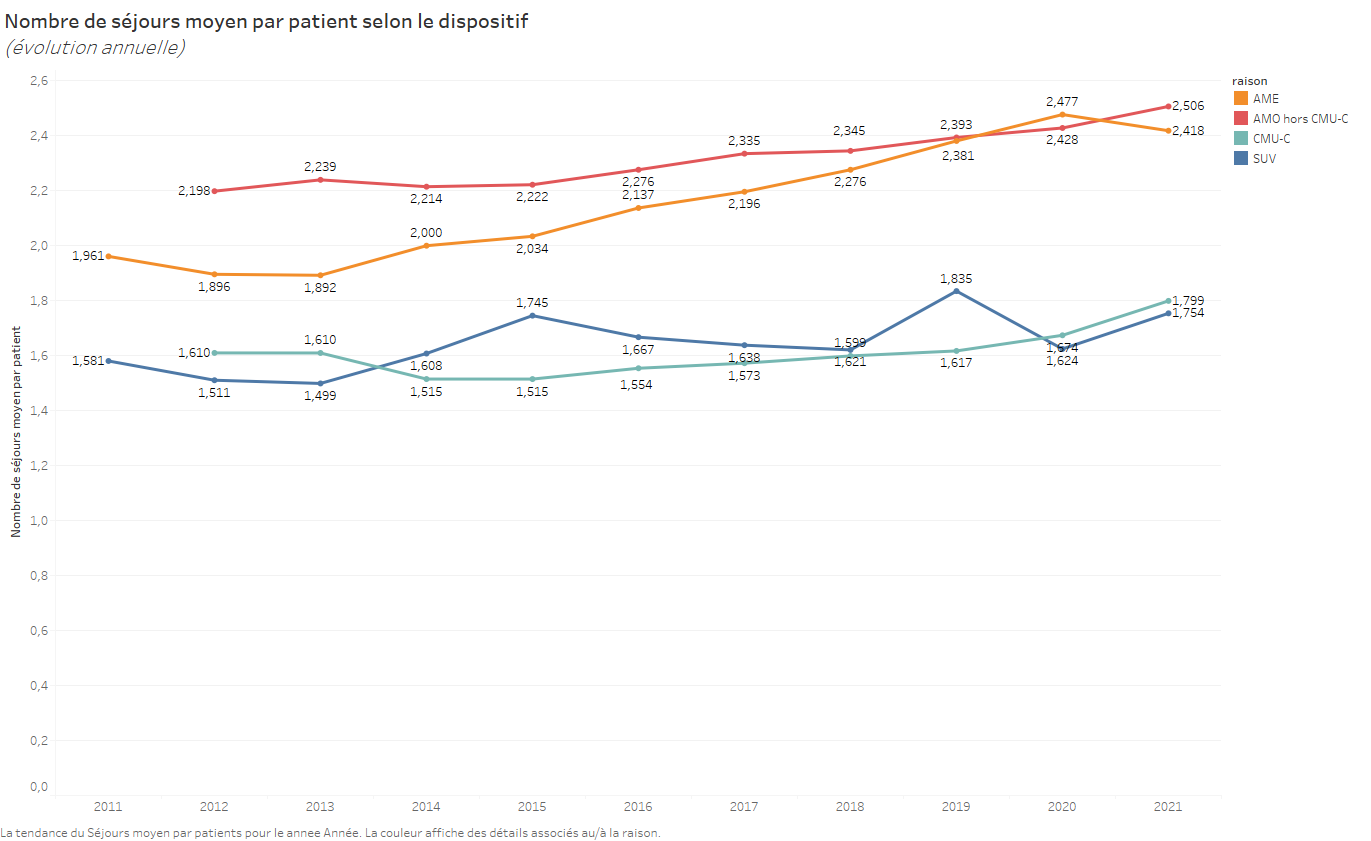 Nombre de séjours moyen par patient selon le dispositif
(évolution annuelle)
raison
AME
AMO hors CMU-C
CMU-C
SUV
Nombre de séjours moyen par patient
2,6
2,4
2,2
2,0
1,8
1,6
1,4
1,2
1,0
0,8
0,6
0,4
0,2
0,0
2,198 2,239 2,214 2,222 2,276 2,335 2,345 2,393 2,428 2,506
1,961 1,896 1,892 2,000 2,034 2,137 2,196 2,276 2,381 2,477 2,418
1,610 1,610 1,515 1,515 1,554 1,573 1,599 1,617 1,674 1,799
1,581 1,511 1,499 1,608 1,745 1,667 1,638 1,621 1,835 1,624 1,754
2011 2012 2013 2014 2015 2016 2017 2018 2019 2020 2021
La tendance du Séjours moyen par patients pour le annee Année. La couleur affiche des détails associés au/à la raison.